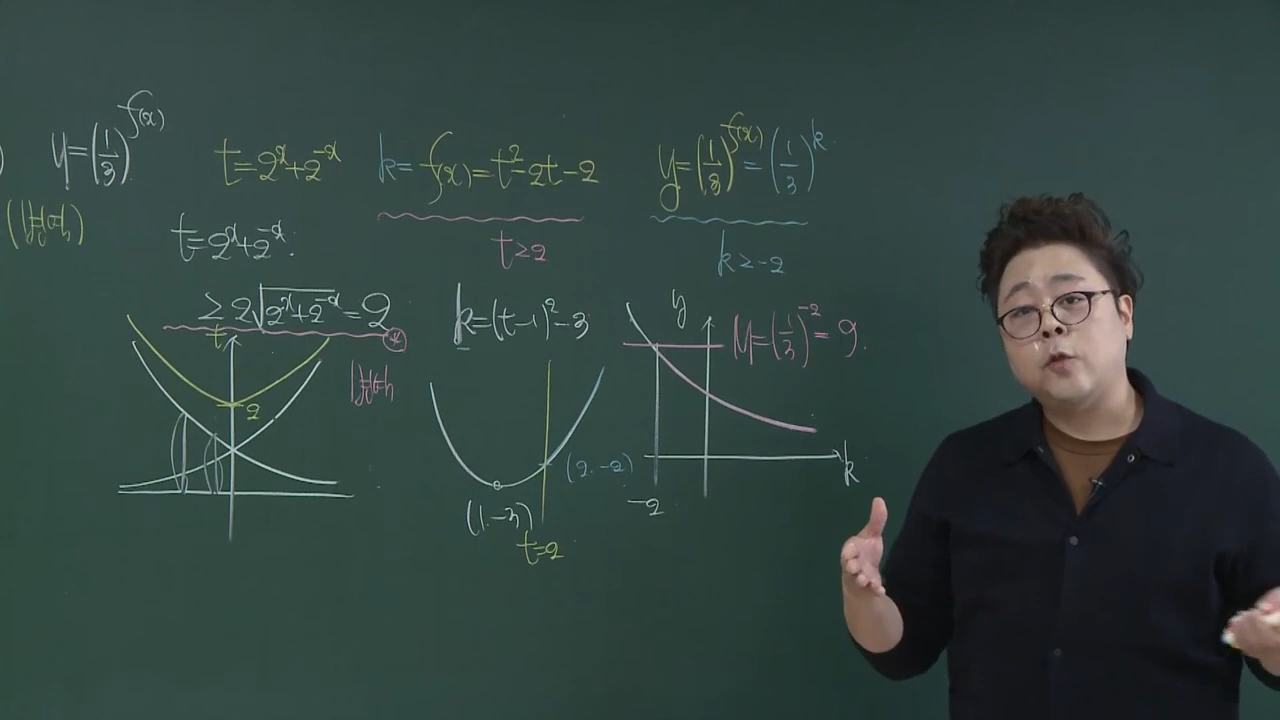 y=(1/3)^f(x)
t=2^x+2^-x
k=f(x)=t^2-2t-2
y=(1/3)^f(x)=(1/3)^k
t=2^x+2^-x
t≥2
k≥-2
≥2√(2^x+2^-x)=2
k=(t-1)^2-3
y
y=(1/3)^-2=9
t
2
(2,-2)
k
(1,-3)
-2
t=2